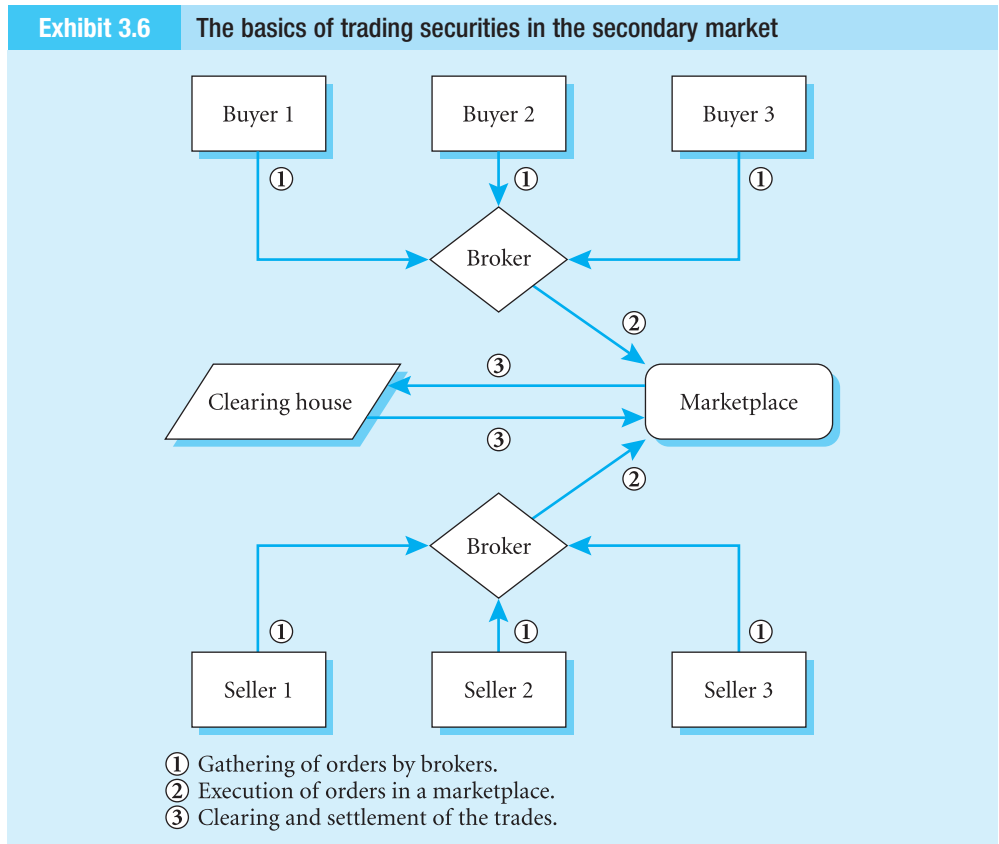 Exhibit 3.6 The basics of trading securities in the secondary market
Buyer 1 Buyer 2 Buyer 3
① ① ①
Broker
②
③
Clearing house Marketplace
③
②
Broker
① ① ①
Seller 1 Seller 2 Seller 3
① Gathering of orders by brokers.
② Execution of orders in a marketplace.
③ Clearing and settlement of the trades.